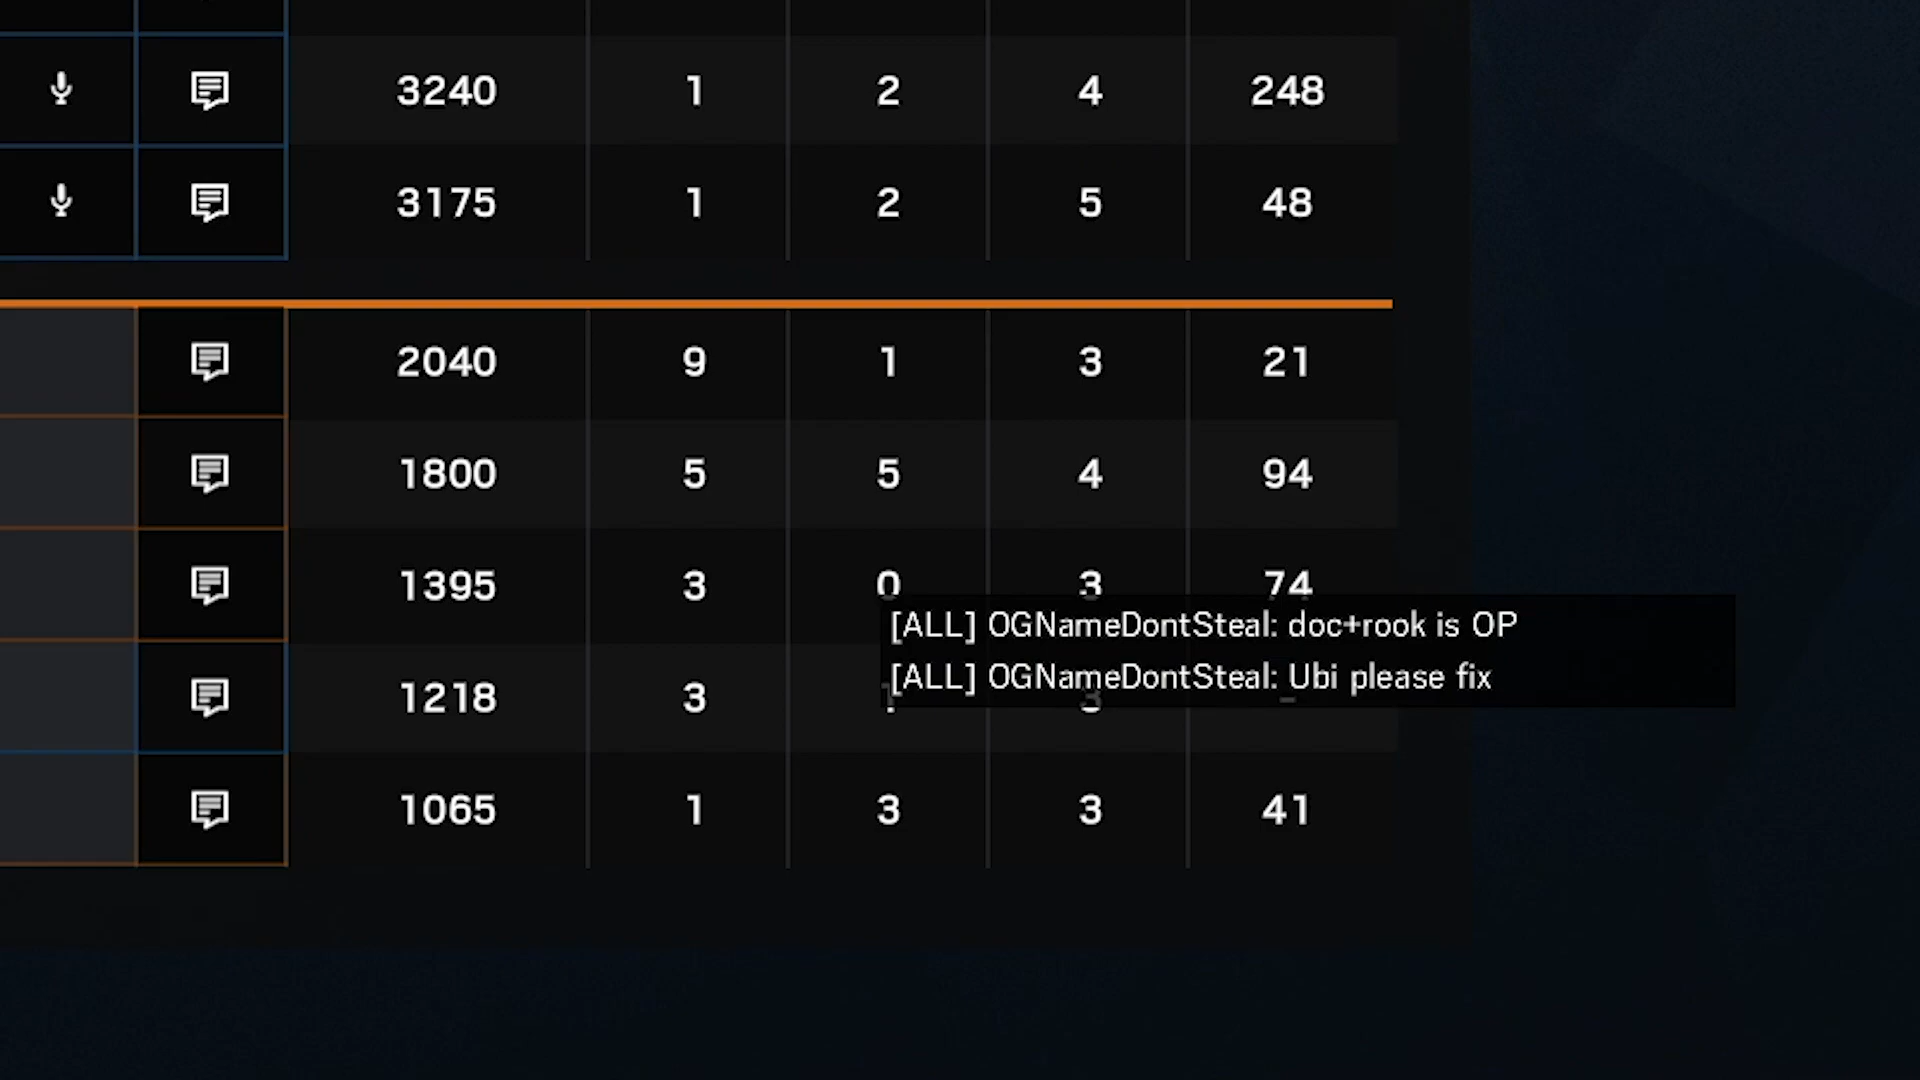 3240 1 2 4 248
3175 1 2 5 48
2040 9 1 3 21
1800 5 5 4 94
1395 3 0 3 74
[ALL] OGNameDontSteal: doc+rook is OP
[ALL] OGNameDontSteal: Ubi please fix
1218 3
1065 1 3 3 41